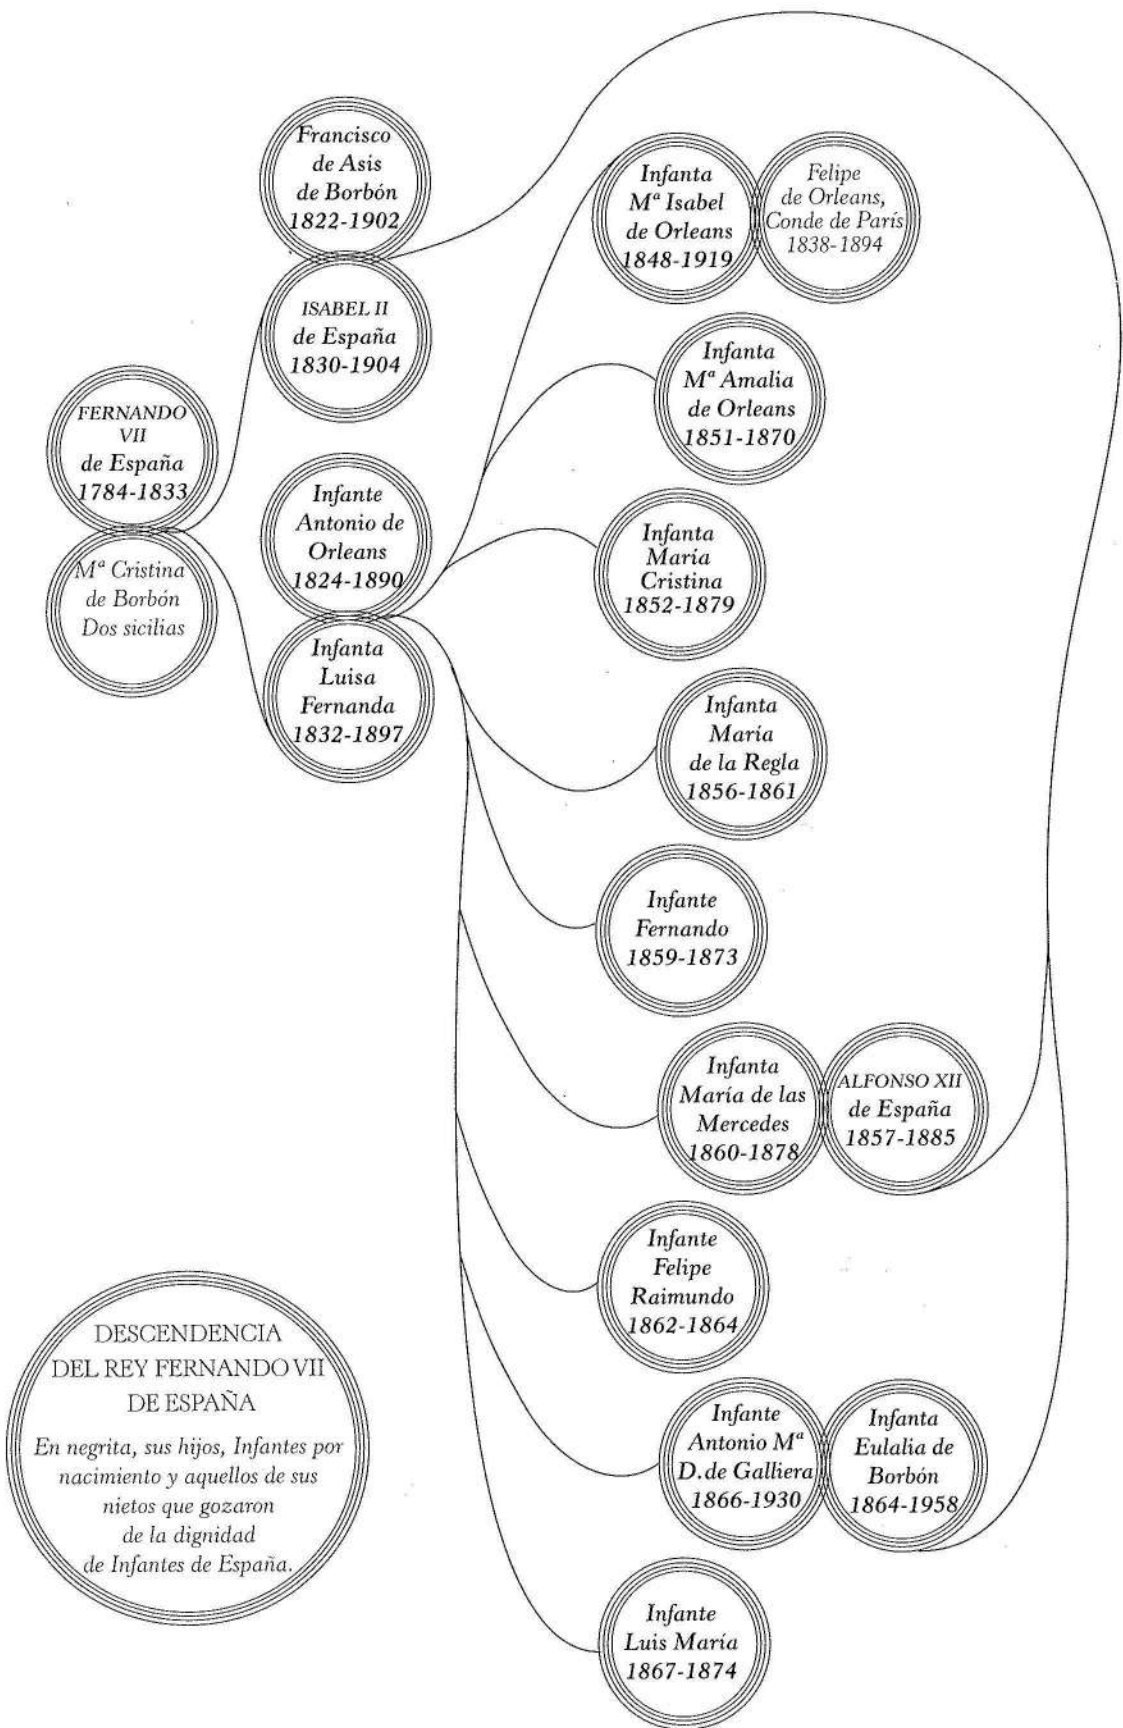 Francisco
de Asis
de Borbón
1822-1902
ISABEL II
de España
1830-1904
FERNANDO
VII
de España
1784-1833
Mª Cristina
de Borbón
Dos sicilias
Infante
Antonio de
Orleans
1824-1890
Infanta
Luisa
Fernanda
1832-1897
Infanta
Mª Isabel
de Orleans
1848-1919
Felipe
de Orleans,
Conde de París
1838-1894
Infanta
Mª Amalia
de Orleans
1851-1870
Infanta
María
Cristina
1852-1879
Infanta
María
de la Regla
1856-1861
Infante
Fernando
1859-1873
Infanta
María de las
Mercedes
1860-1878
ALFONSO XII
de España
1857-1885
Infante
Felipe
Raimundo
1862-1864
Infante
Antonio Mª
D. de Galliera
1866-1930
Infanta
Eulalia de
Borbón
1864-1958
Infante
Luis María
1867-1874
DESCENDENCIA
DEL REY FERNANDO VII
DE ESPAÑA
En negrita, sus hijos, Infantes por
nacimiento y aquellos de sus
nietos que gozaron
de la dignidad
de Infantes de España.